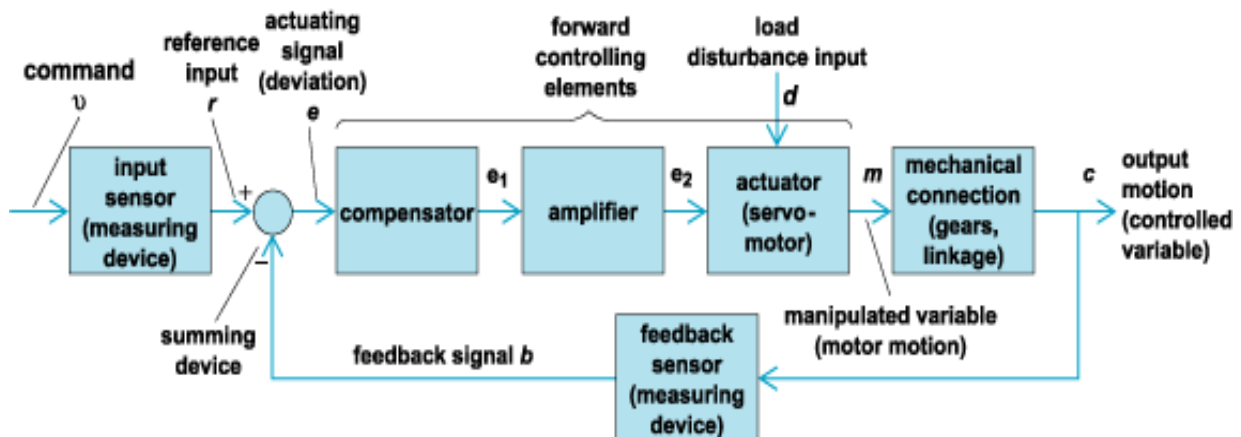 command
υ
reference
input
r
actuating
signal
(deviation)
e
forward
controlling
elements
load
disturbance input
d
input
sensor
(measuring
device)
+
−
summing
device
compensator
e1
amplifier
e2
actuator
(servo-
motor)
m
mechanical
connection
(gears,
linkage)
c
output
motion
(controlled
variable)
manipulated variable
(motor motion)
feedback signal b
feedback
sensor
(measuring
device)